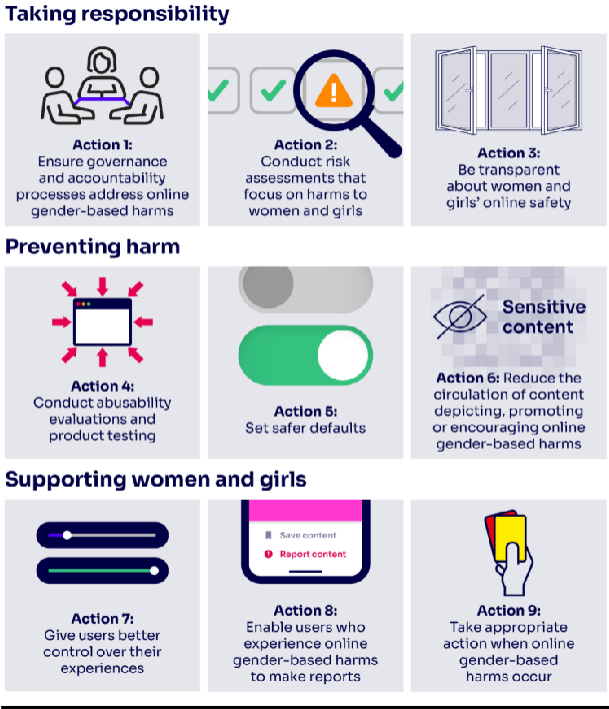 Taking responsibility
Action 1:
Ensure governance
and accountability
processes address online
gender-based harms
Action 2:
Conduct risk
assessments that
focus on harms to
women and girls
Action 3:
Be transparent
about women and
girls' online safety
Preventing harm
Action 4:
Conduct abusability
evaluations and
product testing
Action 5:
Set safer defaults
Sensitive
content
Action 6: Reduce the
circulation of content
depicting, promoting
or encouraging online
gender-based harms
Supporting women and girls
Action 7:
Give users better
control over their
experiences
Save content
Report content
Action 8:
Enable users who
experience online
gender-based harms
to make reports
Action 9:
Take appropriate
action when online
gender-based
harms occur